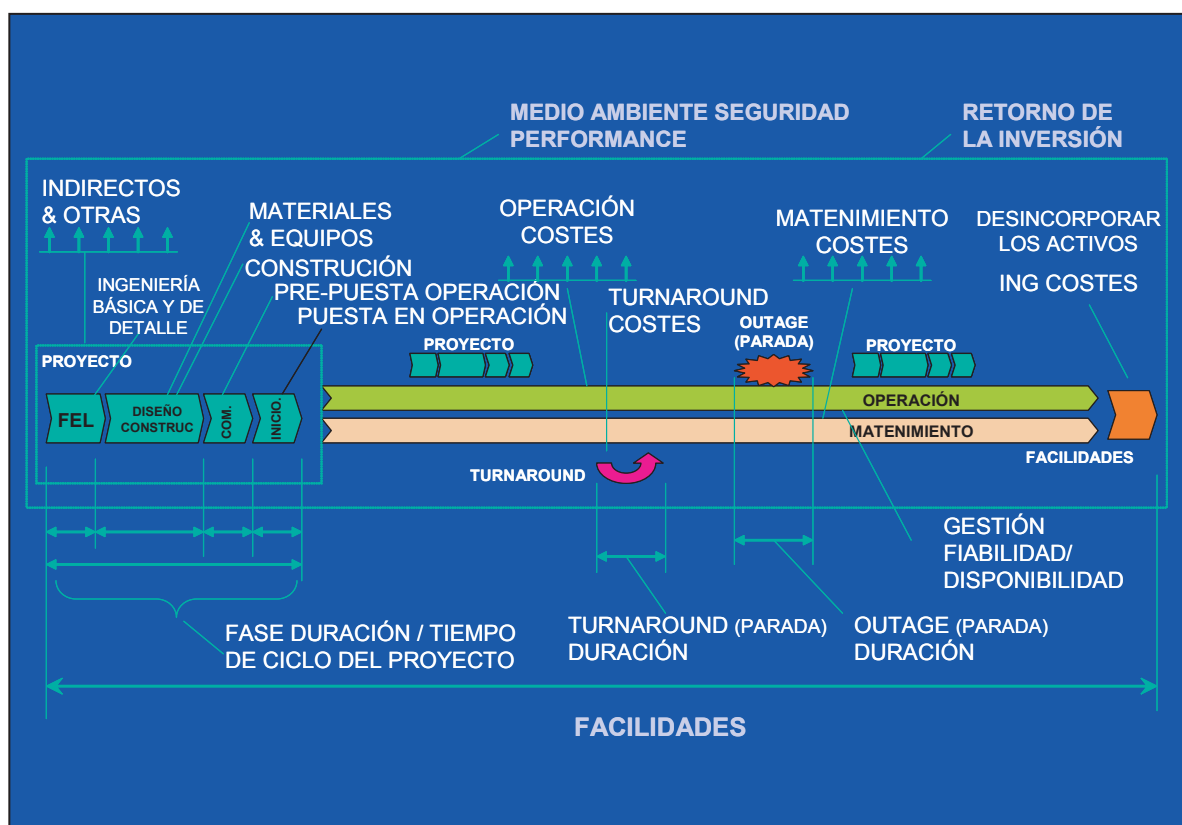 MEDIO AMBIENTE SEGURIDAD
PERFORMANCE
RETORNO DE
LA INVERSIÓN
INDIRECTOS
& OTRAS
MATERIALES
& EQUIPOS
CONSTRUCIÓN
PRE-PUESTA OPERACIÓN
PUESTA EN OPERACIÓN
INGENIERÍA
BÁSICA Y DE
DETALLE
OPERACIÓN
COSTES
TURNAROUND
COSTES
MATENIMIENTO
COSTES
DESINCORPORAR
LOS ACTIVOS
ING COSTES
PROYECTO
FEL
DISEÑO
CONSTRUC
COM.
INICIO.
PROYECTO
OUTAGE
(PARADA)
PROYECTO
OPERACIÓN
MATENIMIENTO
FACILIDADES
TURNAROUND
GESTIÓN
FIABILIDAD/
DISPONIBILIDAD
FASE DURACIÓN / TIEMPO
DE CICLO DEL PROYECTO
TURNAROUND (PARADA)
DURACIÓN
OUTAGE (PARADA)
DURACIÓN
FACILIDADES